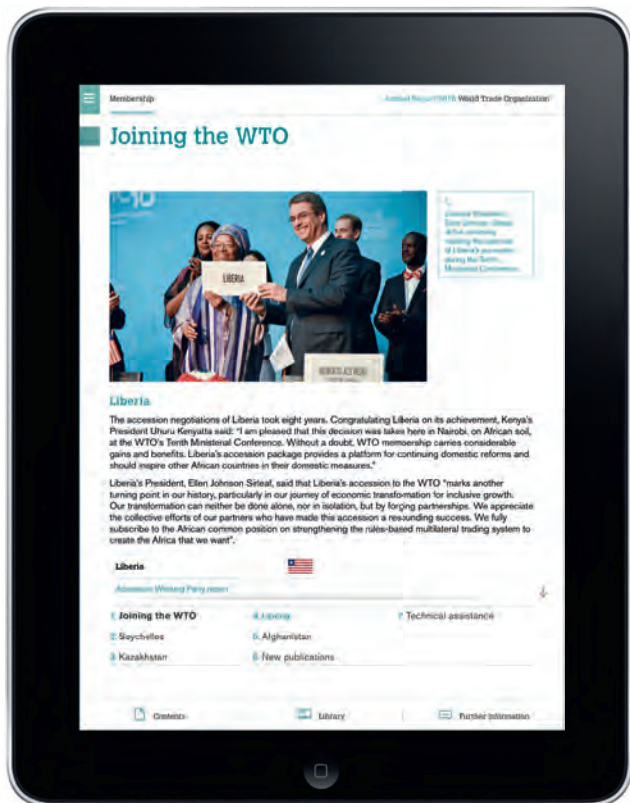 Membership
Annual Report 2016 World Trade Organization
Joining the WTO
LIBERIA
Liberia
The accession negotiations of Liberia took eight years. Congratulating Liberia on its achievement, Kenya's
President Uhuru Kenyatta said: "I am pleased that this decision was taken here in Nairobi, on African soil,
at the WTO's Tenth Ministerial Conference. Without a doubt, WTO membership carries considerable
gains and benefits. Liberia's accession package provides a platform for continuing domestic reforms and
should inspire other African countries in their domestic measures."
Liberia's President, Ellen Johnson Sirleaf, said that Liberia's accession to the WTO "marks another
turning point in our history, particularly in our journey of economic transformation for inclusive growth.
Our transformation can neither be done alone, nor in isolation, but by forging partnerships. We appreciate
the collective efforts of our partners who have made this accession a resounding success. We fully
subscribe to the African common position on strengthening the rules-based multilateral trading system to
create the Africa that we want".
Liberia
Accession Working Party report
1. Joining the WTO
4. Liberia
7. Technical assistance
2. Seychelles
5. Afghanistan
3. Kazakhstan
6. New publications
Contents
Library
Further information